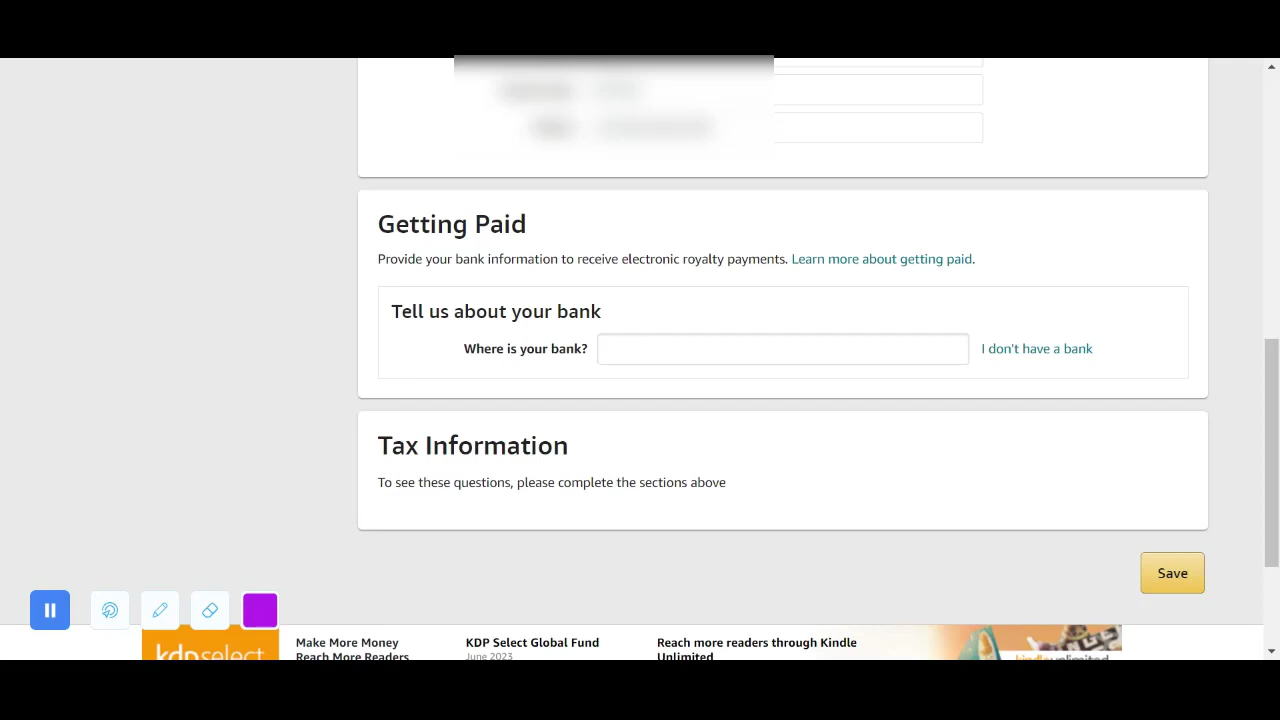 Getting Paid
Provide your bank information to receive electronic royalty payments. Learn more about getting paid.
Tell us about your bank
Where is your bank? I don't have a bank
Tax Information
To see these questions, please complete the sections above
Save
kdp select
Make More Money
Reach More Readers
KDP Select Global Fund
June 2023
Reach more readers through Kindle
Unlimited
kindleunlimited